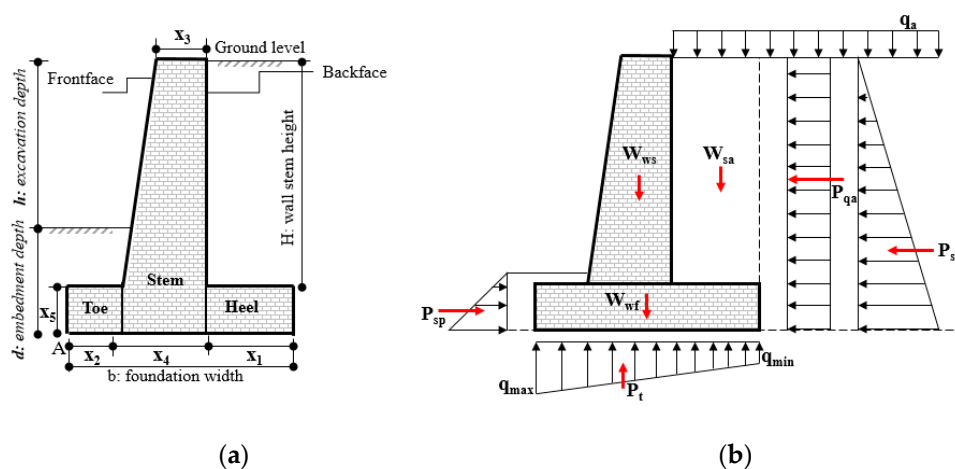 x3
Ground level
Frontface
Backface
h: excavation depth
H: wall stem height
d: embedment depth
Stem
Toe
Heel
x5
A
x2
x4
x1
b: foundation width
(a)
qa
Wws
Wsa
Pqa
Ps
Psp
Wwf
qmax
Pt
qmin
(b)